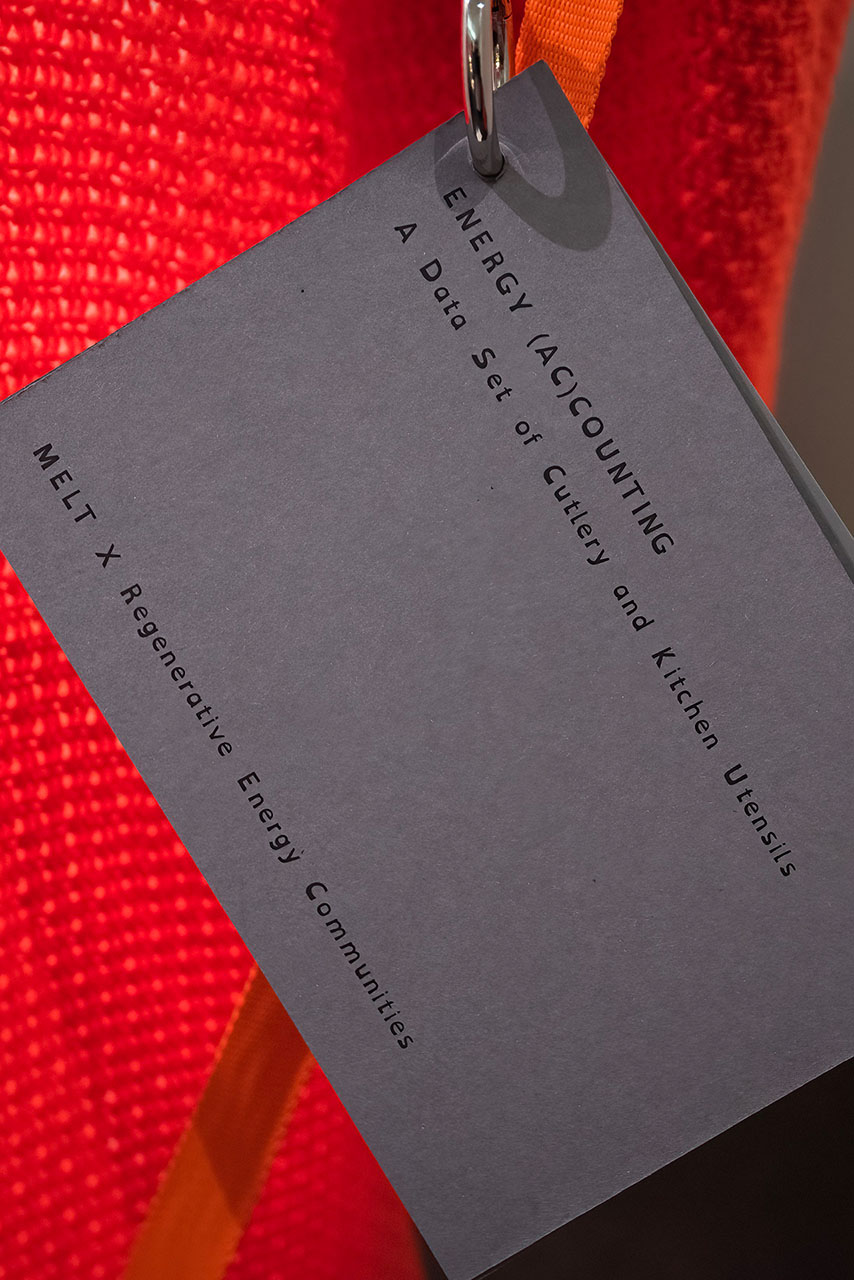 ENERGY (AC)COUNTING
A Data Set of Cutlery and Kitchen Utensils
MELT X Regenerative Energy Communities